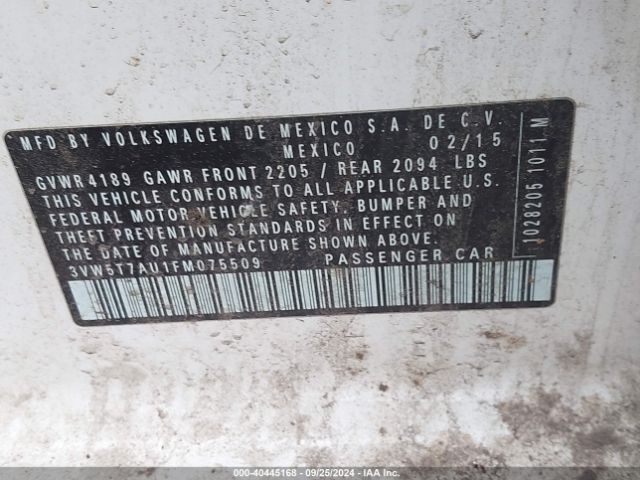 MFD BY VOLKSWAGEN DE MEXICO S.A. DE C.V.
MEXICO 02/15
GVWR 4189 GAWR FRONT 2205 / REAR 2094 LBS
THIS VEHICLE CONFORMS TO ALL APPLICABLE U.S.
FEDERAL MOTOR VEHICLE SAFETY, BUMPER AND
THEFT PREVENTION STANDARDS IN EFFECT ON
THE DATE OF MANUFACTURE SHOWN ABOVE.
3VW5T7AU1FM075509 PASSENGER CAR
1028205 1011 M
000-40445168 - 09/25/2024 - IAA Inc.